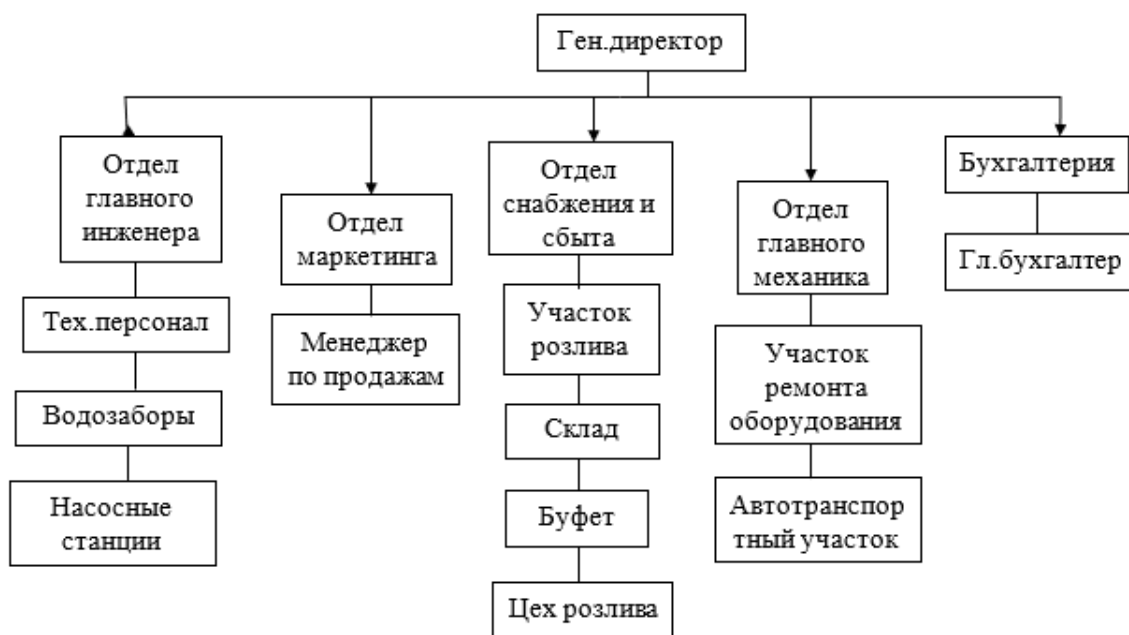 Ген.директор
Отдел
главного
инженера
Тех.персонал
Водозаборы
Насосные
станции
Отдел
маркетинга
Менеджер
по продажам
Отдел
снабжения и
сбыта
Участок
розлива
Склад
Буфет
Цех розлива
Отдел
главного
механика
Участок
ремонта
оборудования
Автотранспор
тный участок
Бухгалтерия
Гл.бухгалтер